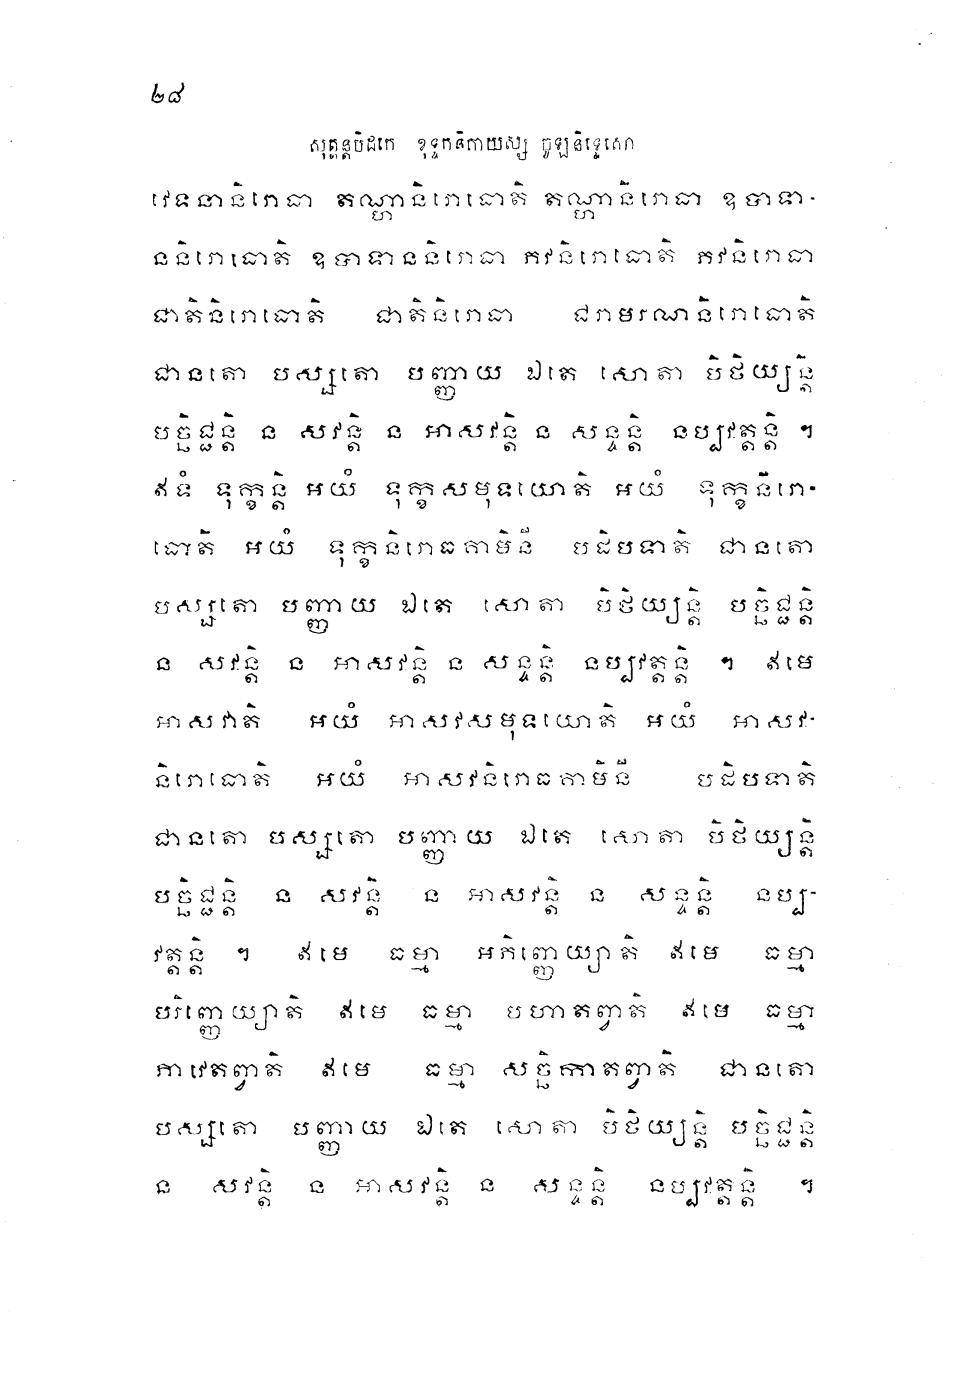 ២៨
សុត្តន្តបិដកេ ខុទ្ទកនិកាយស្ស ចូឡនិទ្ទេសោ
វេទនានិរោធា តណ្ហានិរោធោតិ តណ្ហានិរោធា ឧបាទា-
ននិរោធោតិ ឧបាទាននិរោធា ភវនិរោធោតិ ភវនិរោធា
ជាតិនិរោធោតិ ជាតិនិរោធា ជរាមរណនិរោធោតិ
ជានតោ បស្សតោ បញ្ញាយ ឯតេ សោតា បិថិយ្យន្តិ
បច្ឆិជ្ជន្តិ ន សវន្តិ ន អាសវន្តិ ន សន្ទន្តិ នប្បវត្តន្តិ ។
ឥទំ ទុក្ខន្តិ អយំ ទុក្ខសមុទយោតិ អយំ ទុក្ខនិរោ-
ធោតិ អយំ ទុក្ខនិរោធគាមិនី បដិបទាតិ ជានតោ
បស្សតោ បញ្ញាយ ឯតេ សោតា បិថិយ្យន្តិ បច្ឆិជ្ជន្តិ
ន សវន្តិ ន អាសវន្តិ ន សន្ទន្តិ នប្បវត្តន្តិ ។ ឥមេ
អាសវាតិ អយំ អាសវសមុទយោតិ អយំ អាសវ-
និរោធោតិ អយំ អាសវនិរោធគាមិនី បដិបទាតិ
ជានតោ បស្សតោ បញ្ញាយ ឯតេ សោតា បិថិយ្យន្តិ
បច្ឆិជ្ជន្តិ ន សវន្តិ ន អាសវន្តិ ន សន្ទន្តិ នប្ប-
វត្តន្តិ ។ ឥមេ ធម្មា អភិញ្ញេយ្យាតិ ឥមេ ធម្មា
បរិញ្ញេយ្យាតិ ឥមេ ធម្មា បហាតព្វាតិ ឥមេ ធម្មា
ភាវេតព្វាតិ ឥមេ ធម្មា សច្ឆិកាតព្វាតិ ជានតោ
បស្សតោ បញ្ញាយ ឯតេ សោតា បិថិយ្យន្តិ បច្ឆិជ្ជន្តិ
ន សវន្តិ ន អាសវន្តិ ន សន្ទន្តិ នប្បវត្តន្តិ ។